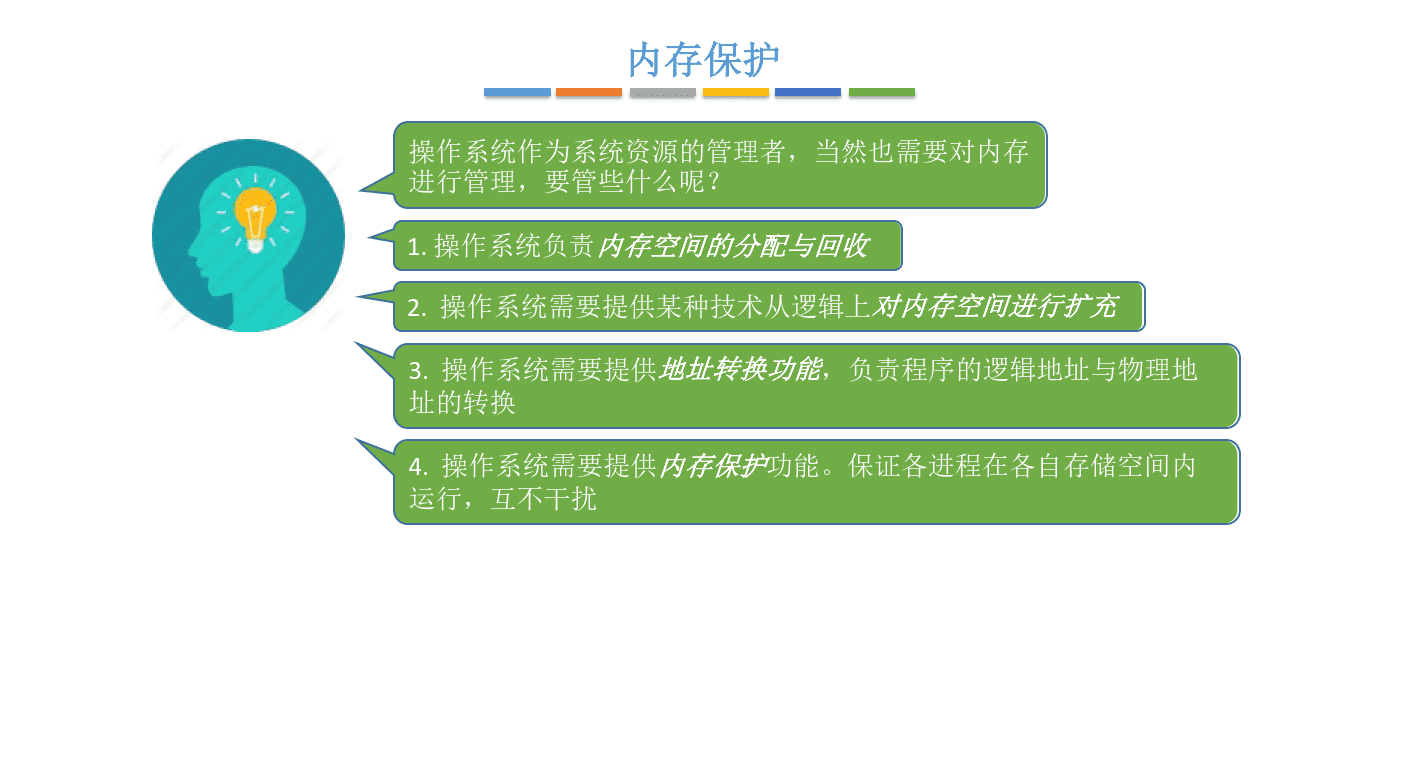 内存保护
操作系统作为系统资源的管理者，当然也需要对内存
进行管理，要管些什么呢？
1. 操作系统负责内存空间的分配与回收
2. 操作系统需要提供某种技术从逻辑上对内存空间进行扩充
3. 操作系统需要提供地址转换功能，负责程序的逻辑地址与物理地
址的转换
4. 操作系统需要提供内存保护功能。保证各进程在各自存储空间内
运行，互不干扰